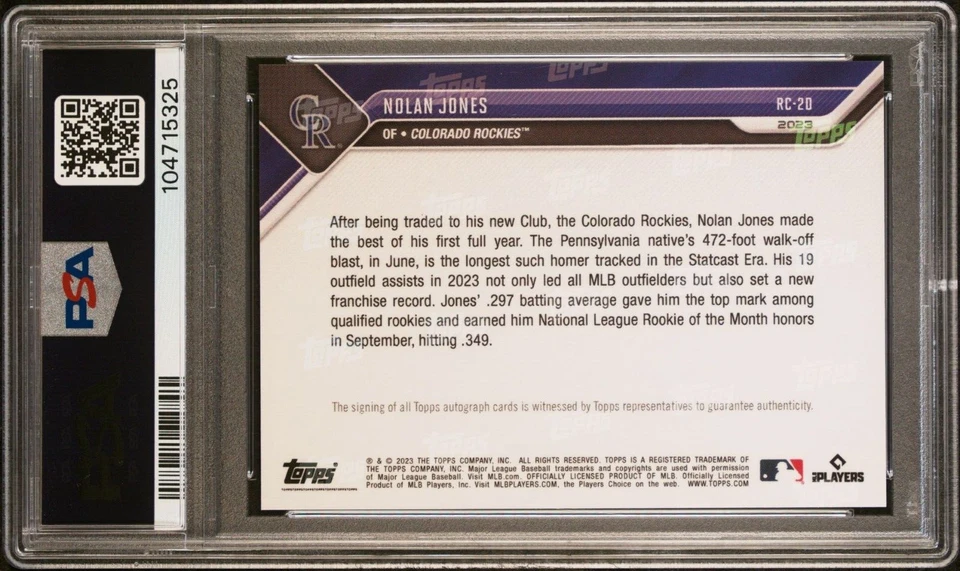 104715325
PSA
CR
NOLAN JONES
RC-2D
OF • COLORADO ROCKIES™
2023
topps
After being traded to his new Club, the Colorado Rockies, Nolan Jones made
the best of his first full year. The Pennsylvania native's 472-foot walk-off
blast, in June, is the longest such homer tracked in the Statcast Era. His 19
outfield assists in 2023 not only led all MLB outfielders but also set a new
franchise record. Jones' .297 batting average gave him the top mark among
qualified rookies and earned him National League Rookie of the Month honors
in September, hitting .349.
The signing of all Topps autograph cards is witnessed by Topps representatives to guarantee authenticity.
topps
® & © 2023 THE TOPPS COMPANY, INC. ALL RIGHTS RESERVED. TOPPS IS A REGISTERED TRADEMARK OF
THE TOPPS COMPANY, INC. Major League Baseball trademarks and copyrights are used with permission
of Major League Baseball. Visit MLB.com. OFFICIALLY LICENSED PRODUCT OF MLB. Officially Licensed
Product of MLB Players, Inc. Visit MLBPLAYERS.COM, the Players Choice on the web. WWW.TOPPS.COM
PLAYERS